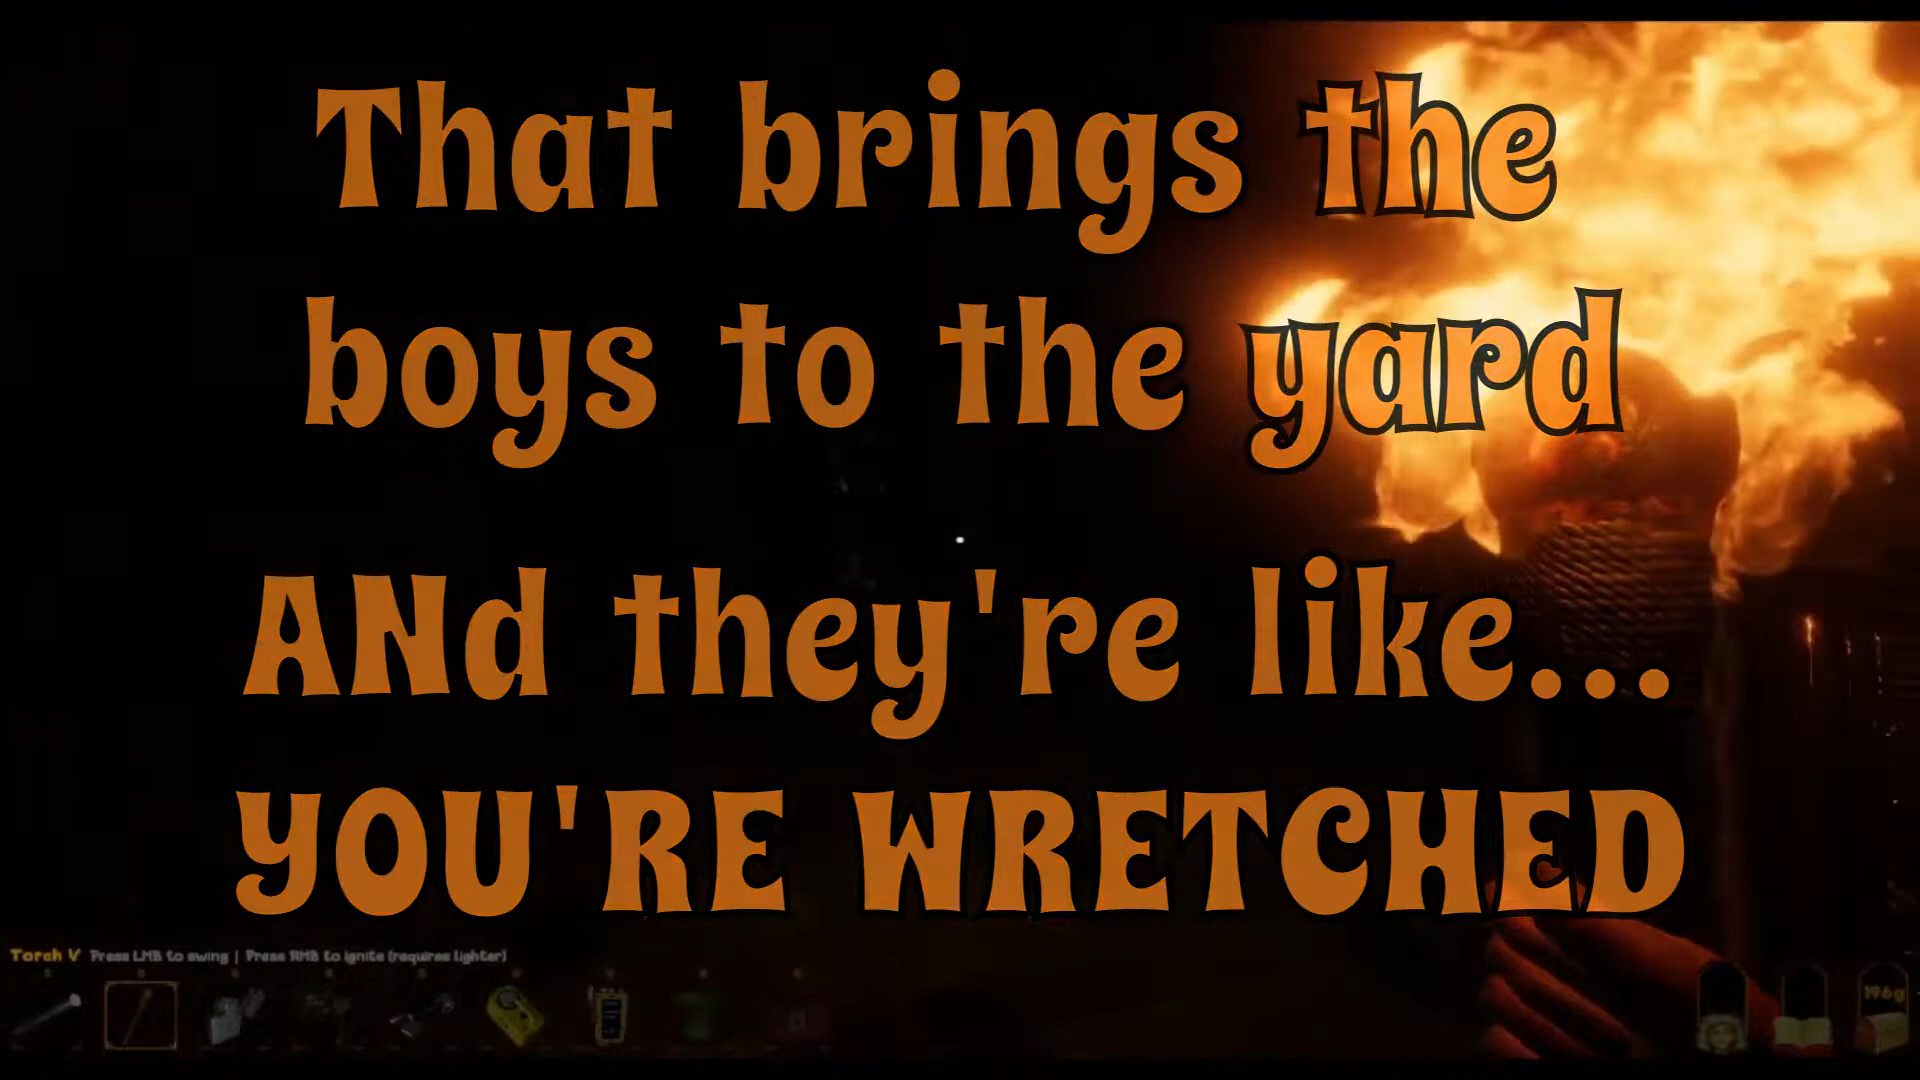 That brings the
boys to the yard
ANd they're like...
YOU'RE WRETCHED
Torch V Press LMB to swing | Press RMB to ignite (requires lighter)
196g